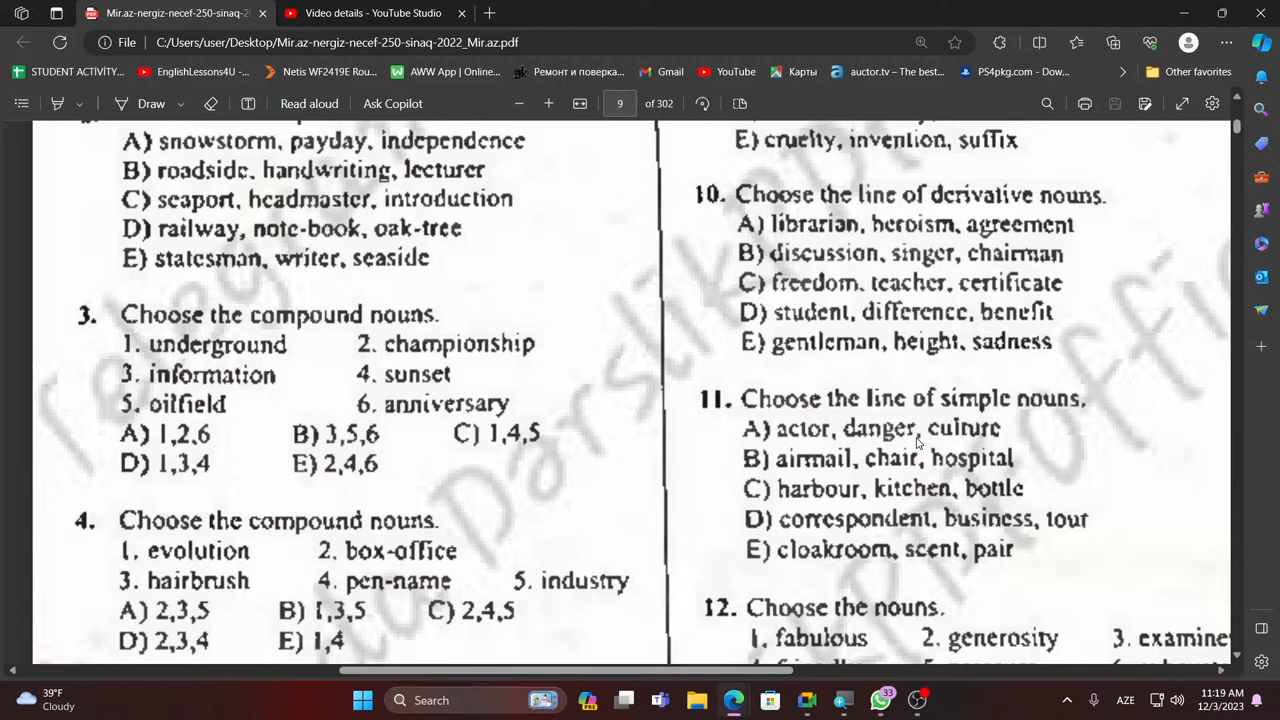 Mir.az-nergiz-necef-250-sinaq-2
Video details - YouTube Studio
File
C:/Users/user/Desktop/Mir.az-nergiz-necef-250-sinaq-2022_Mir.az.pdf
STUDENT ACTİVİTY
EnglishLessons4U -...
Netis WF2419E Rou...
AWW App | Online...
Ремонт и поверка...
Gmail
YouTube
Карты
auctor.tv – The best...
PS4pkg.com - Dow...
Other favorites
Draw
Read aloud
Ask Copilot
9
of 302
A) snowstorm, payday, independence
B) roadside, handwriting, lecturer
C) seaport, headmaster, introduction
D) railway, note-book, oak-tree
E) statesman, writer, seaside
3. Choose the compound nouns.
1. underground 2. championship
3. information 4. sunset
5. oilfield 6. anniversary
A) 1,2,6 B) 3,5,6 C) 1,4,5
D) 1,3,4 E) 2,4,6
4. Choose the compound nouns.
1. evolution 2. box-office
3. hairbrush 4. pen-name 5. industry
A) 2,3,5 B) 1,3,5 C) 2,4,5
D) 2,3,4 E) 1,4
E) cruelty, invention, suffix
10. Choose the line of derivative nouns.
A) librarian, heroism, agreement
B) discussion, singer, chairman
C) freedom, teacher, certificate
D) student, difference, benefit
E) gentleman, height, sadness
11. Choose the line of simple nouns.
A) actor, danger, culture
B) airmail, chair, hospital
C) harbour, kitchen, bottle
D) correspondent, business, tour
E) cloakroom, scent, pair
12. Choose the nouns.
1. fabulous 2. generosity 3. examine
39°F
Cloudy
Search
PRE
33
AZE
11:19 AM
12/3/2023